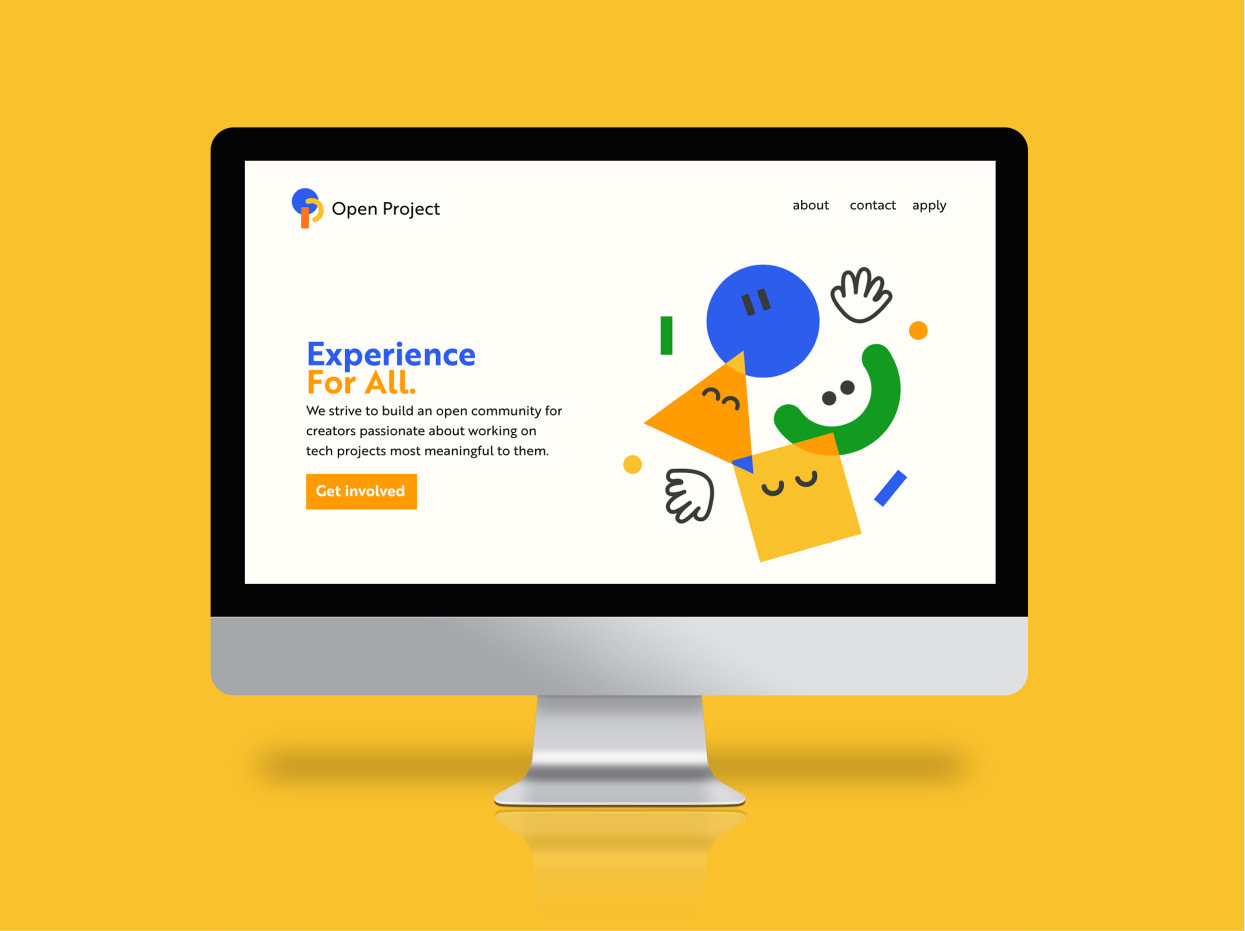 Open Project
about contact apply
Experience
For All.
We strive to build an open community for
creators passionate about working on
tech projects most meaningful to them.
Get involved